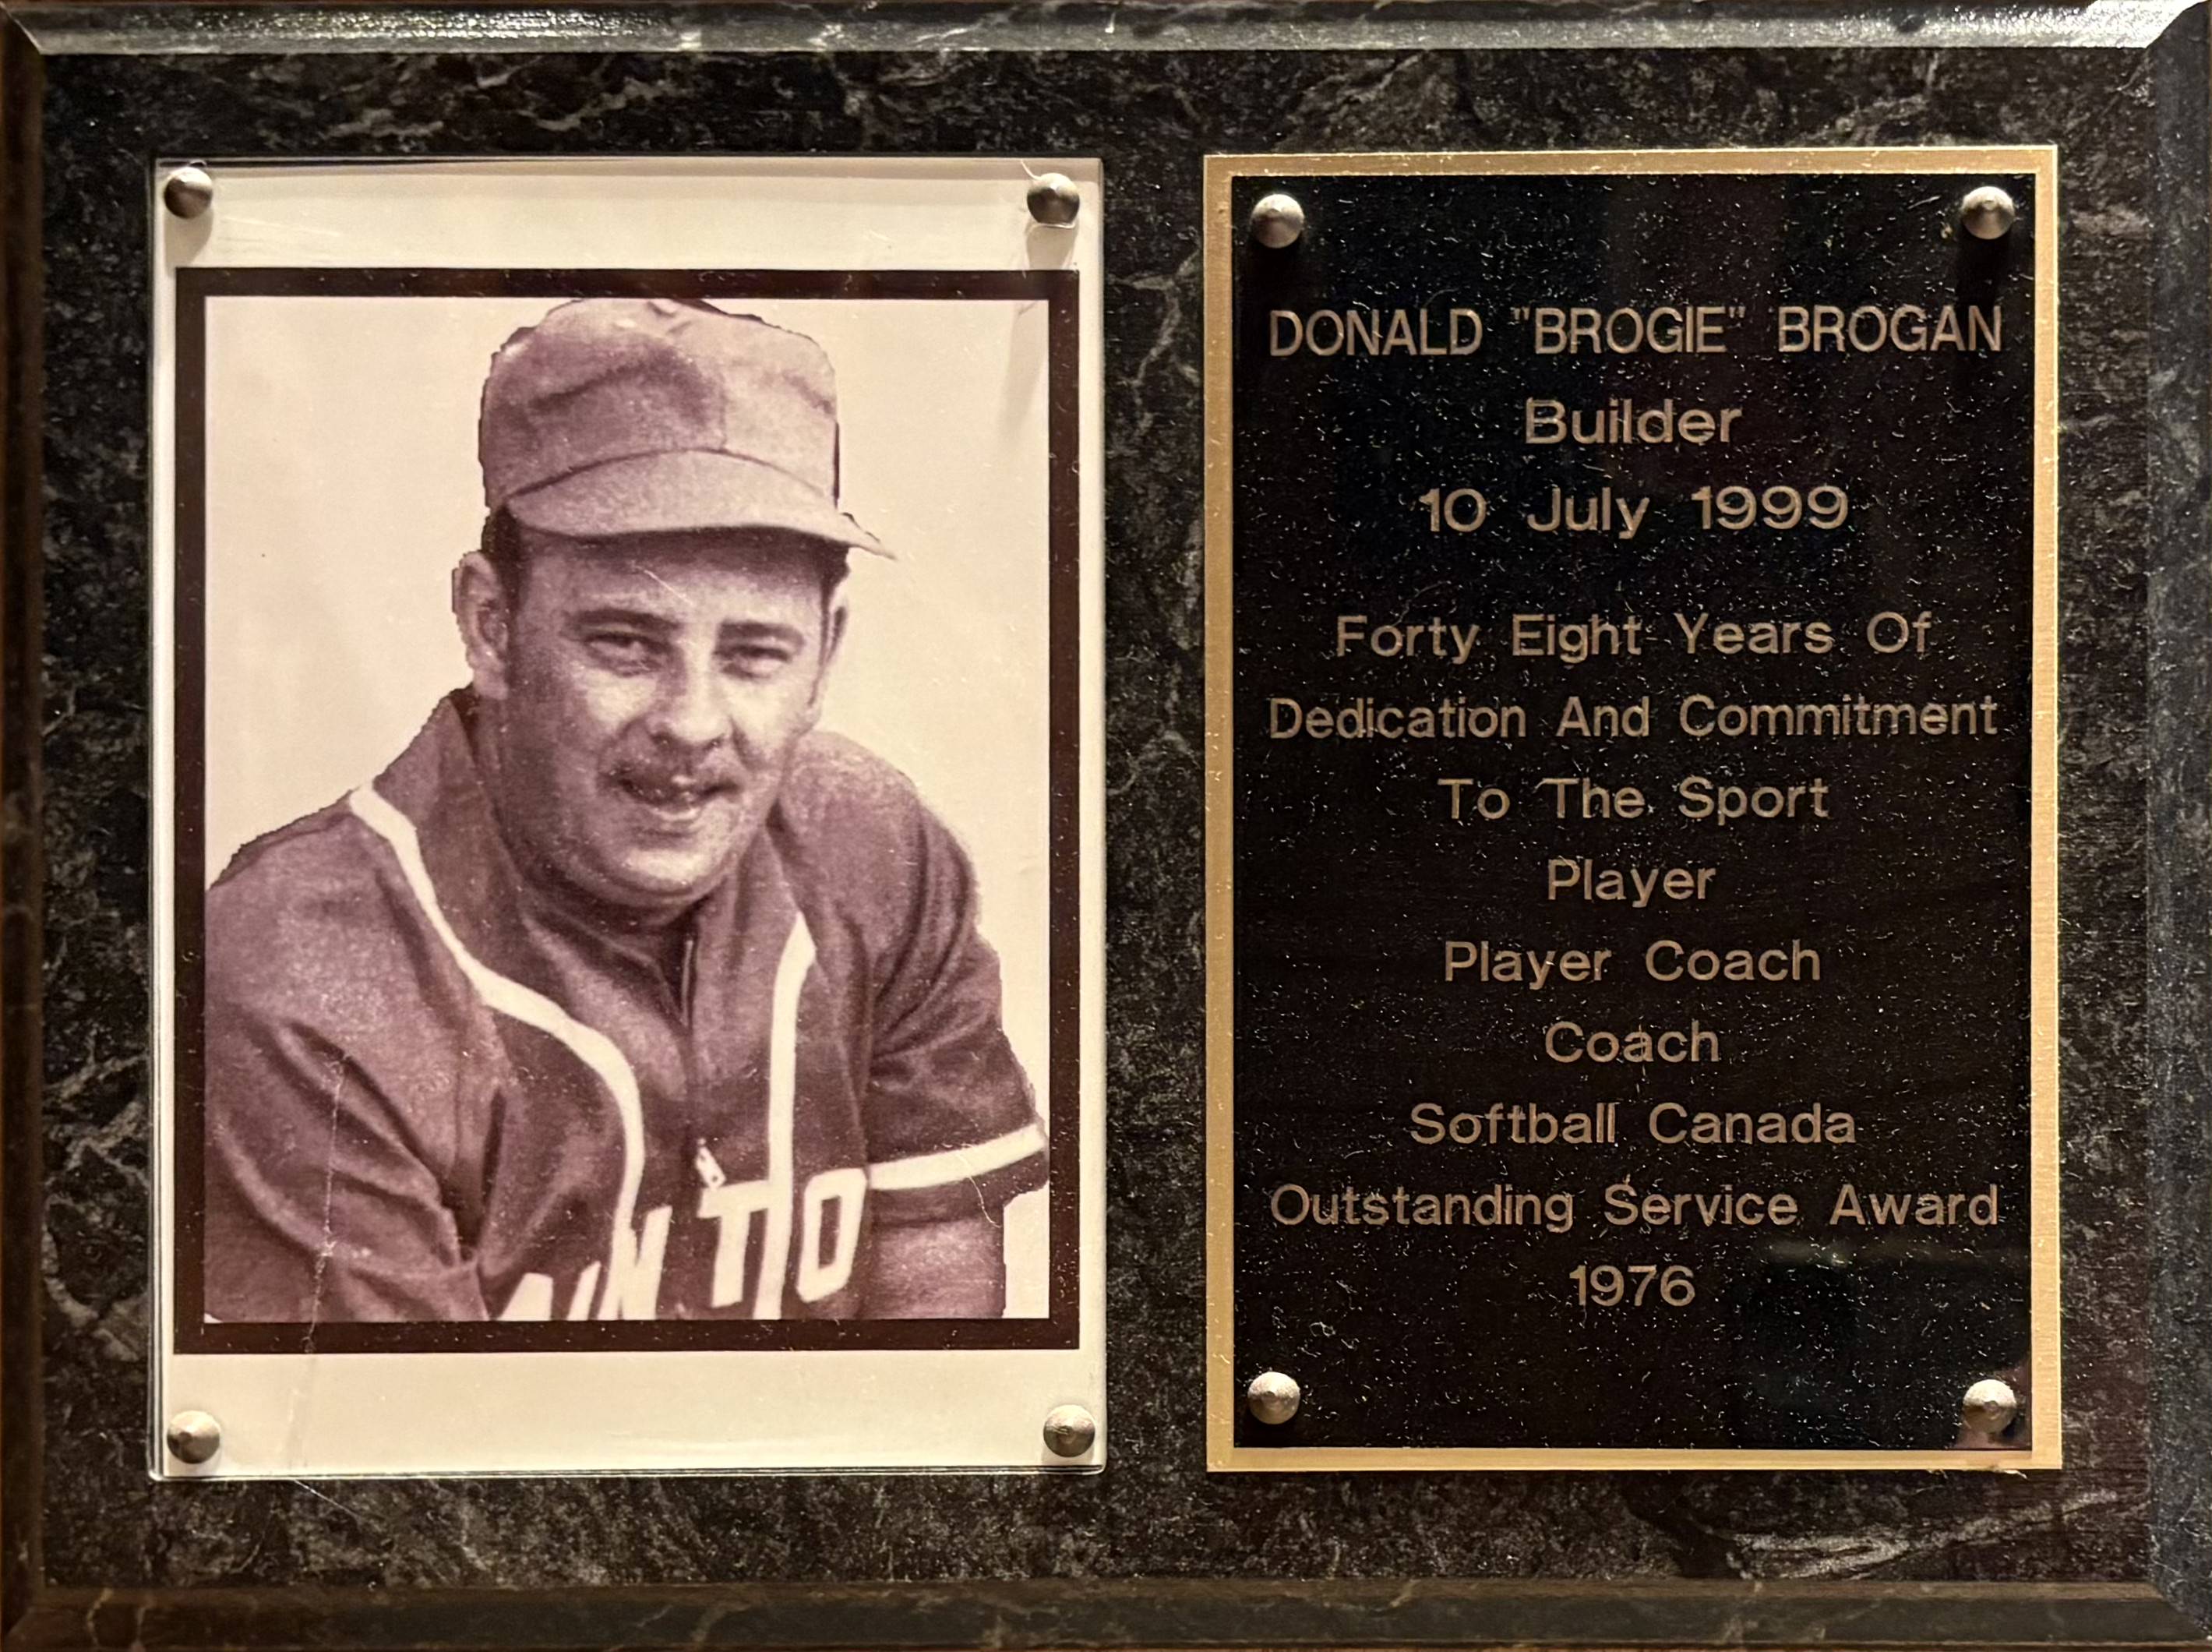 DONALD "BROGIE" BROGAN
Builder
10 July 1999
Forty Eight Years Of
Dedication And Commitment
To The Sport
Player
Player Coach
Coach
Softball Canada
Outstanding Service Award
1976